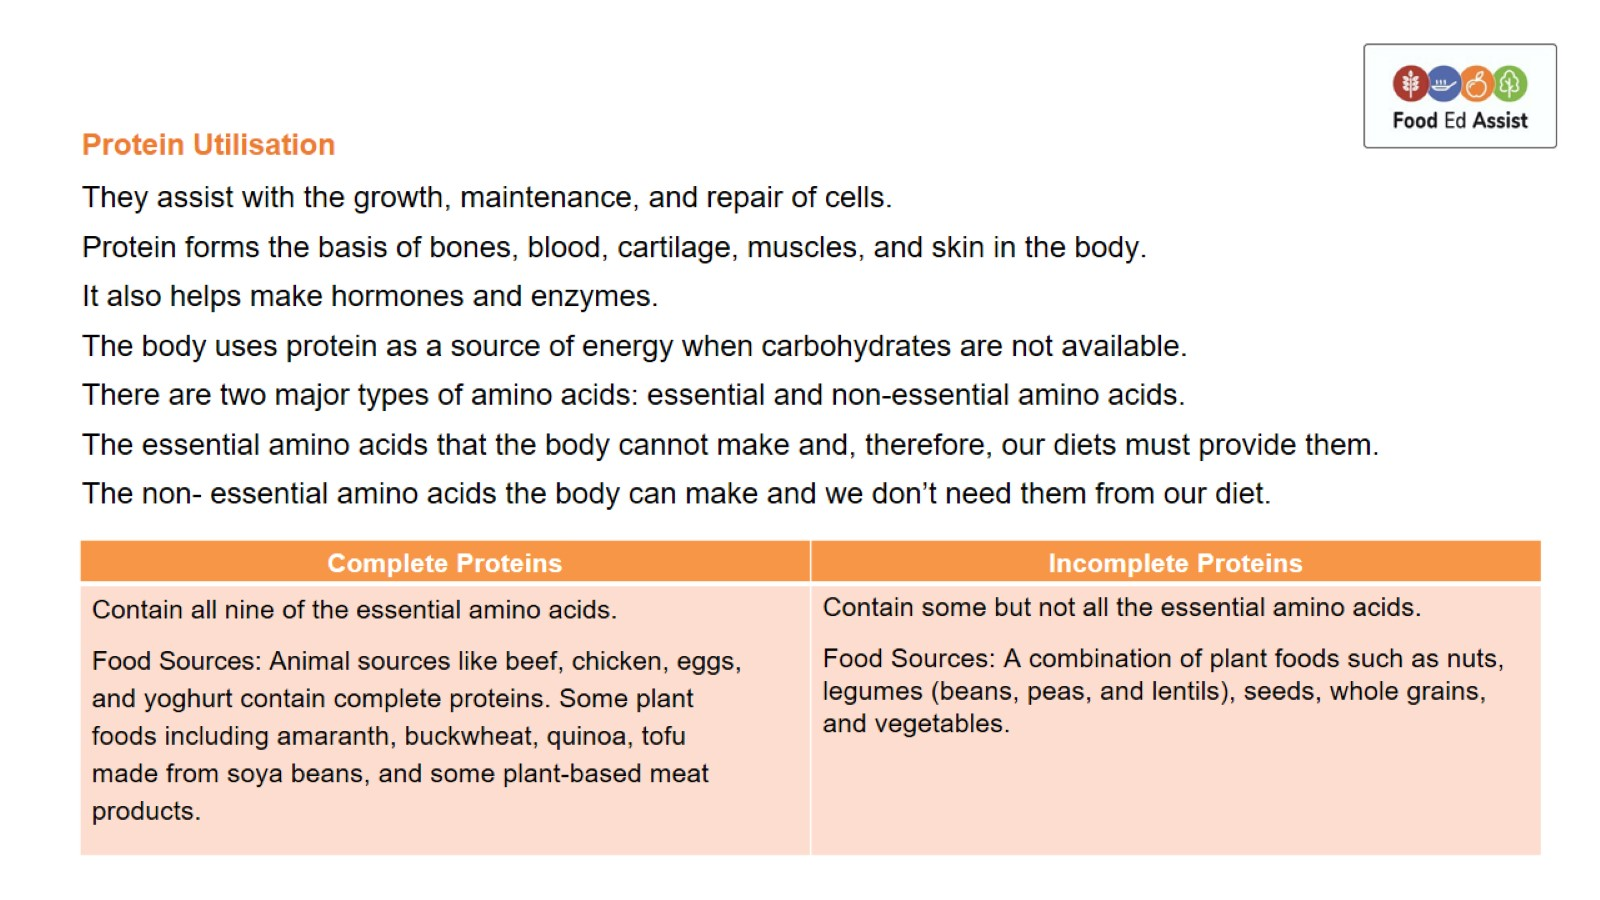 Food Ed Assist
Protein Utilisation
They assist with the growth, maintenance, and repair of cells.
Protein forms the basis of bones, blood, cartilage, muscles, and skin in the body.
It also helps make hormones and enzymes.
The body uses protein as a source of energy when carbohydrates are not available.
There are two major types of amino acids: essential and non-essential amino acids.
The essential amino acids that the body cannot make and, therefore, our diets must provide them.
The non- essential amino acids the body can make and we don’t need them from our diet.
Complete Proteins
Contain all nine of the essential amino acids.
Food Sources: Animal sources like beef, chicken, eggs,
and yoghurt contain complete proteins. Some plant
foods including amaranth, buckwheat, quinoa, tofu
made from soya beans, and some plant-based meat
products.
Incomplete Proteins
Contain some but not all the essential amino acids.
Food Sources: A combination of plant foods such as nuts,
legumes (beans, peas, and lentils), seeds, whole grains,
and vegetables.